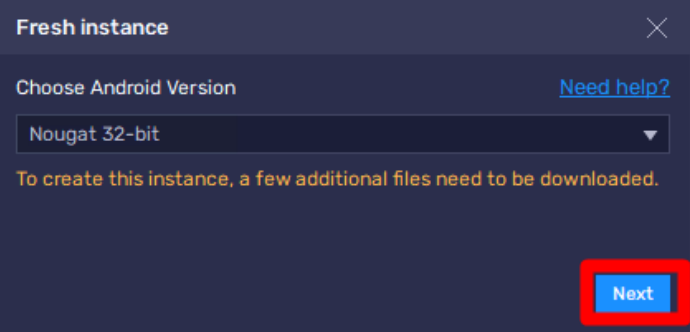 Fresh instance
Choose Android Version Need help?
Nougat 32-bit
To create this instance, a few additional files need to be downloaded.
Next